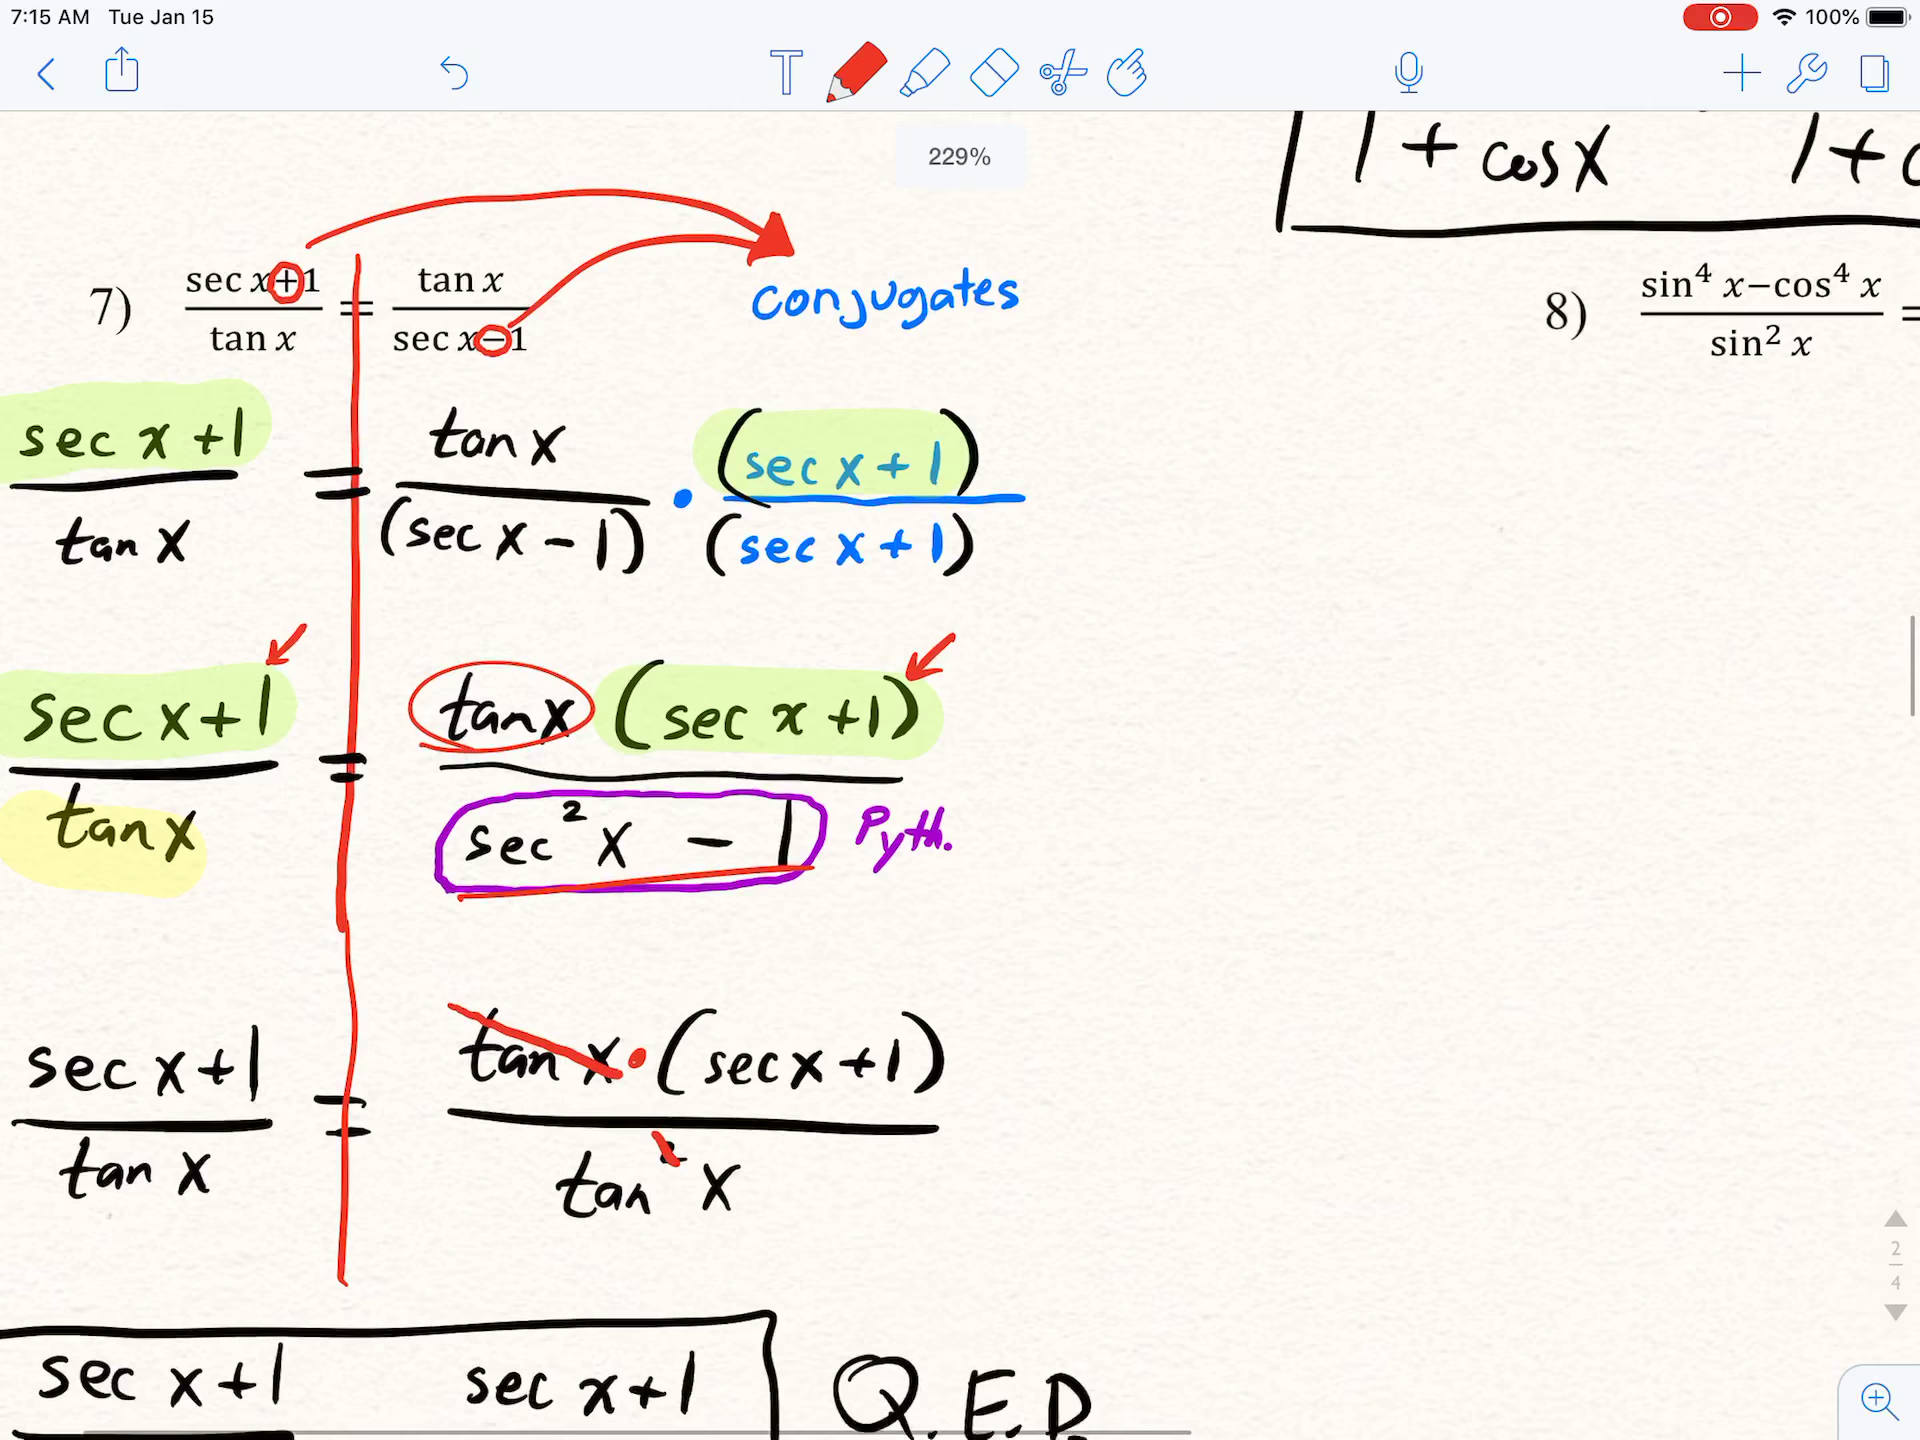 7:15 AM Tue Jan 15
100%
T
229%
1 + cos x 1 +
7) sec x+1 / tan x = tan x / sec x−1
conjugates
8) sin⁴ x−cos⁴ x / sin² x =
sec x +1 / tan x = tan x / (sec x − 1) · (sec x + 1) / (sec x + 1)
sec x+1 / tan x = tan x (sec x +1) / sec² x − 1 Pyth.
sec x+1 / tan x = tan x · (sec x +1) / tan² x
sec x+1 sec x+1
Q.E.D.
2
4